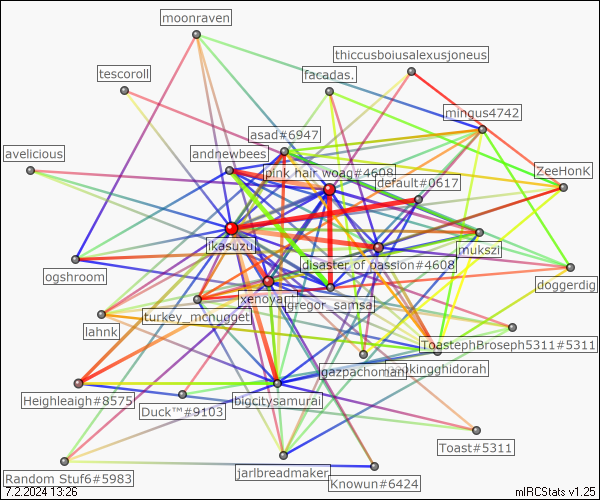 moonraven
thiccusboiusalexusjoneus
tescoroll
facadas.
mingus4742
asad#6947
avelicious
andnewbees
pink hair woag#4608
ZeeHonK
default#0617
ikasuzu
mukszi
disaster of passion#4608
ogshroom
doggerdig
xenoyan
gregor_samsa
turkey_mcnugget
lahnk
ToastephBroseph5311#5311
gazpachoman
Heighleaigh#8575
bigcitysamurai
Duck™#9103
Toast#5311
jarlbreadmaker
Random Stuf6#5983
Knowun#6424
7.2.2024 13:26
mIRCStats v1.25